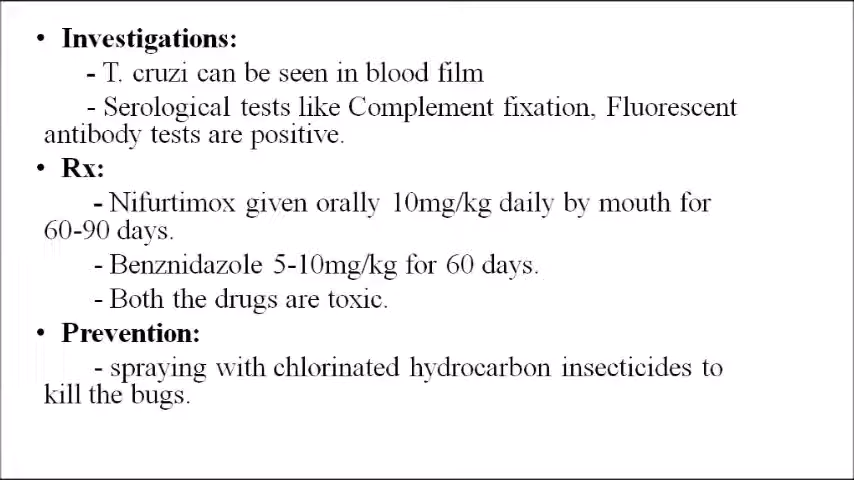 • Investigations:
- T. cruzi can be seen in blood film
- Serological tests like Complement fixation, Fluorescent
antibody tests are positive.
• Rx:
- Nifurtimox given orally 10mg/kg daily by mouth for
60-90 days.
- Benznidazole 5-10mg/kg for 60 days.
- Both the drugs are toxic.
• Prevention:
- spraying with chlorinated hydrocarbon insecticides to
kill the bugs.